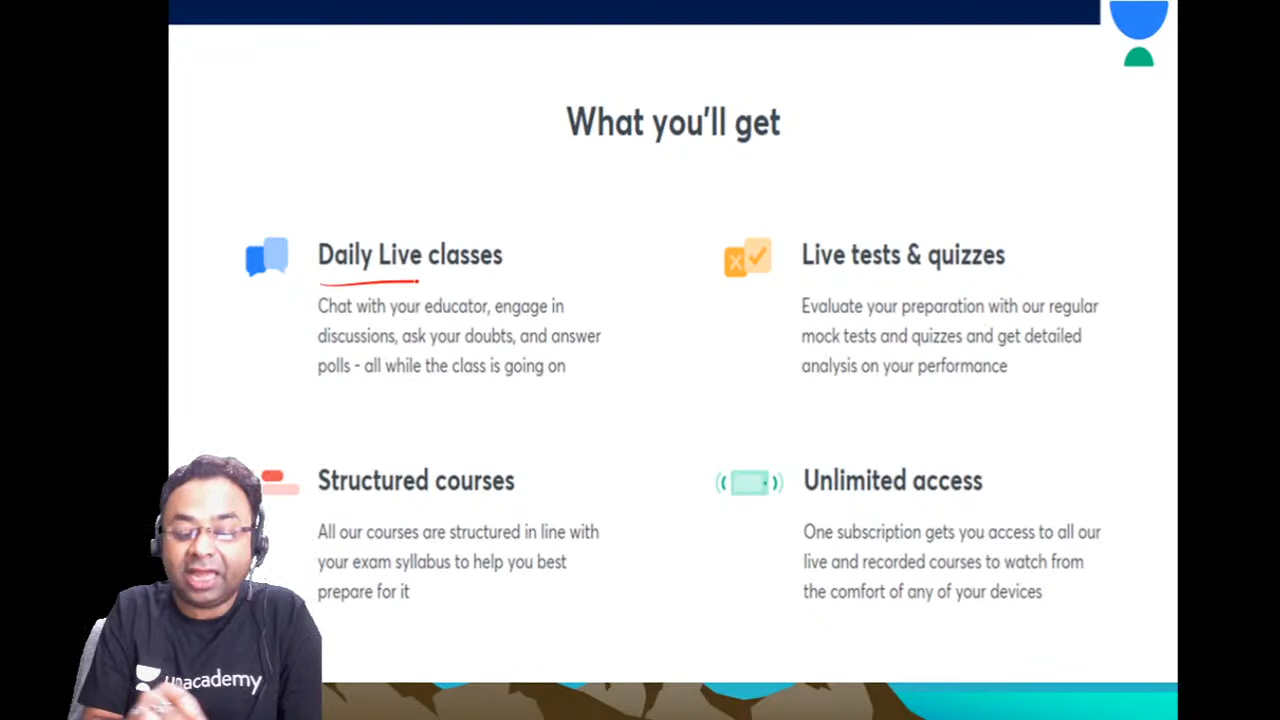 What you'll get
Daily Live classes
Chat with your educator, engage in
discussions, ask your doubts, and answer
polls - all while the class is going on
Live tests & quizzes
Evaluate your preparation with our regular
mock tests and quizzes and get detailed
analysis on your performance
Structured courses
All our courses are structured in line with
your exam syllabus to help you best
prepare for it
Unlimited access
One subscription gets you access to all our
live and recorded courses to watch from
the comfort of any of your devices
unacademy